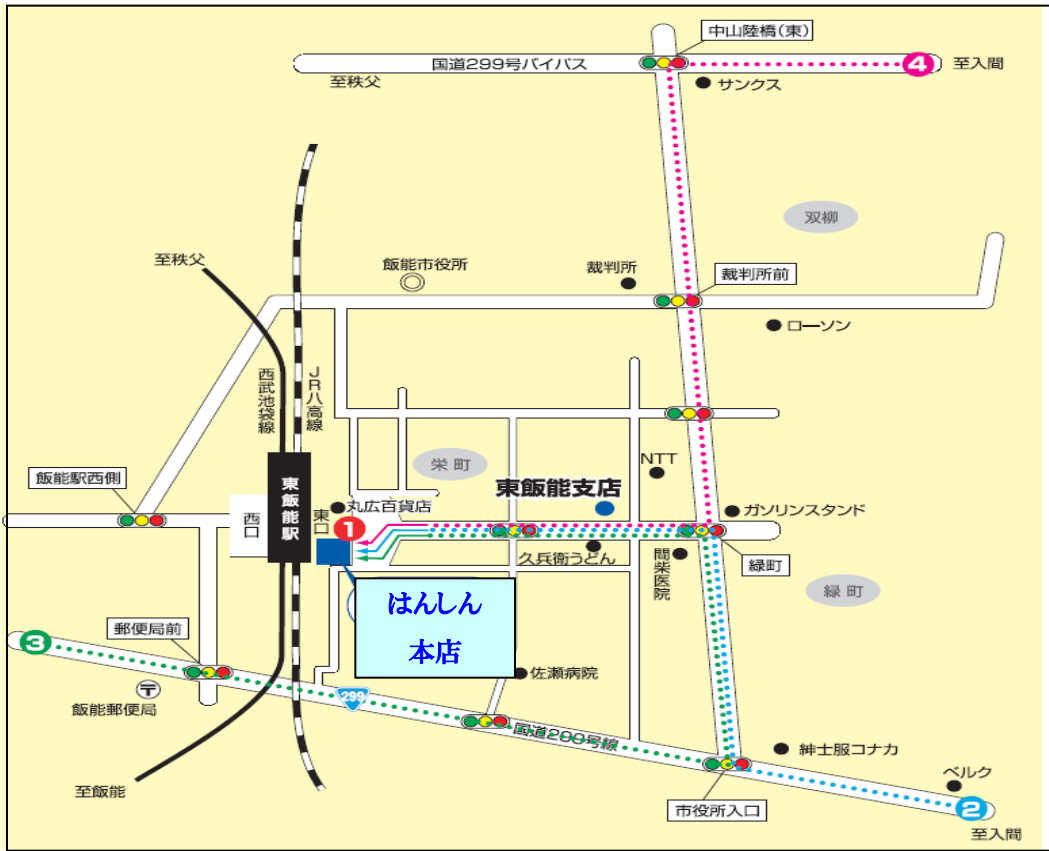 中山陸橋(東)
国道299号バイパス
4
至入間
至秩父
サンクス
双柳
至秩父
飯能市役所
裁判所
裁判所前
ローソン
西武池袋線
JR八高線
飯能駅西側
栄町
NTT
東飯能支店
東飯能駅
西口
東口
丸広百貨店
1
ガソリンスタンド
久兵衛うどん
間柴医院
緑町
緑町
はんしん
本店
3
郵便局前
佐瀬病院
〒
299
飯能郵便局
国道299号線
紳士服コナカ
ベルク
至飯能
市役所入口
2
至入間